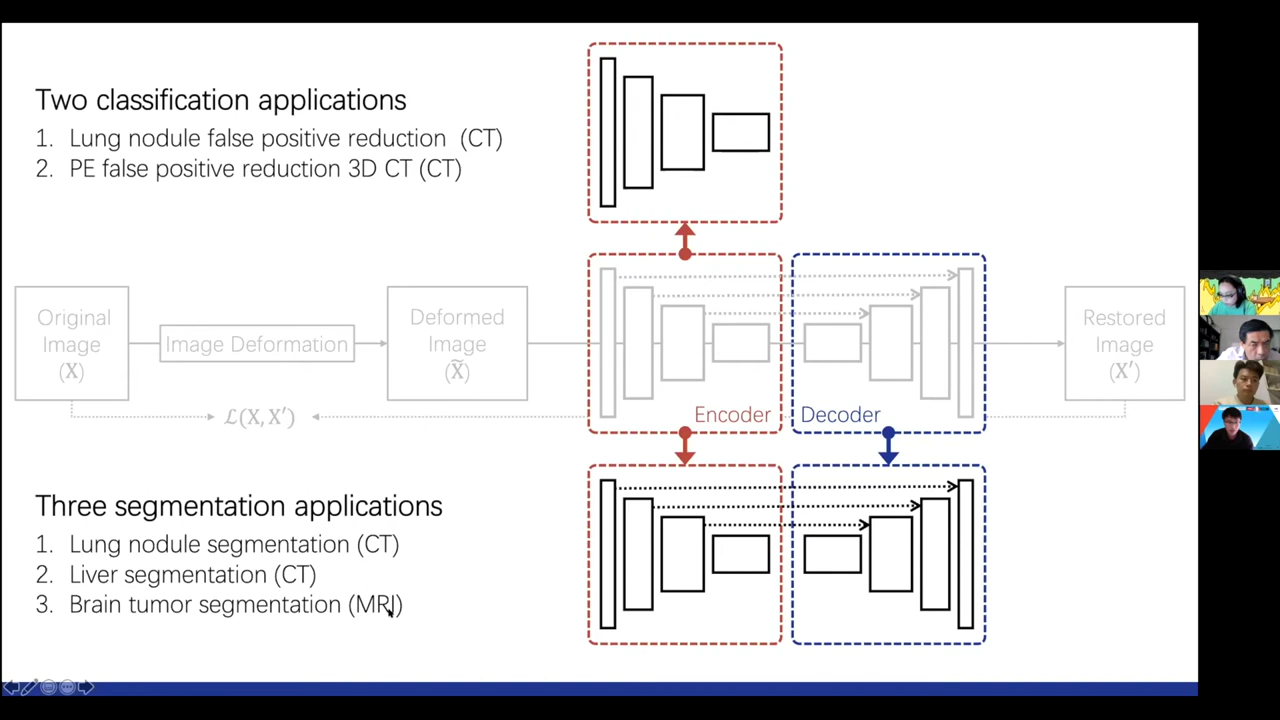 Two classification applications
1. Lung nodule false positive reduction (CT)
2. PE false positive reduction 3D CT (CT)
Original
Image
(X)
Image Deformation
Deformed
Image
(X̃)
Restored
Image
(X′)
ℒ(X, X′)
Encoder
Decoder
Three segmentation applications
1. Lung nodule segmentation (CT)
2. Liver segmentation (CT)
3. Brain tumor segmentation (MRI)